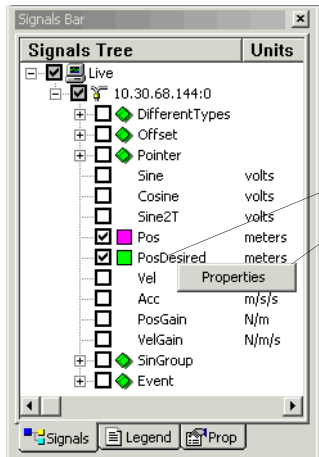 Signals Bar
Signals Tree Units
Live
10.30.68.144:0
DifferentTypes
Offset
Pointer
Sine volts
Cosine volts
Sine2T volts
Pos meters
PosDesired meters
Vel Properties
Acc m/s/s
PosGain N/m
VelGain N/m/s
SinGroup
Event
Signals Legend Prop